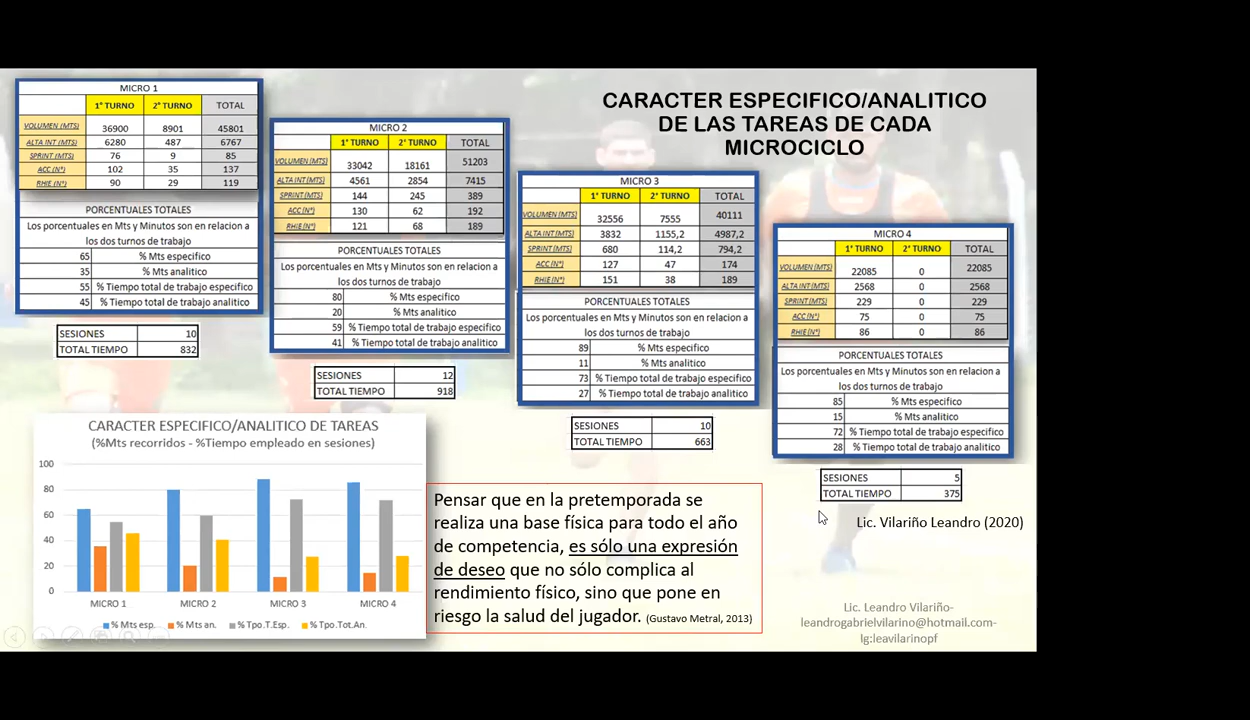 CARACTER ESPECIFICO/ANALITICO
DE LAS TAREAS DE CADA
MICROCICLO
MICRO 1
1° TURNO 2° TURNO TOTAL
VOLUMEN (MTS) 36900 8901 45801
ALTA INT (MTS) 6280 487 6767
SPRINT (MTS) 76 9 85
ACC (N°) 102 35 137
RHIE (N°) 90 29 119
PORCENTUALES TOTALES
Los porcentuales en Mts y Minutos son en relacion a
los dos turnos de trabajo
65 % Mts especifico
35 % Mts analitico
55 % Tiempo total de trabajo especifico
45 % Tiempo total de trabajo analitico
SESIONES 10
TOTAL TIEMPO 832
MICRO 2
1° TURNO 2° TURNO TOTAL
VOLUMEN (MTS) 33042 18161 51203
ALTA INT (MTS) 4561 2854 7415
SPRINT (MTS) 144 245 389
ACC (N°) 130 62 192
RHIE (N°) 121 68 189
PORCENTUALES TOTALES
Los porcentuales en Mts y Minutos son en relacion a
los dos turnos de trabajo
80 % Mts especifico
20 % Mts analitico
59 % Tiempo total de trabajo especifico
41 % Tiempo total de trabajo analitico
SESIONES 12
TOTAL TIEMPO 918
MICRO 3
1° TURNO 2° TURNO TOTAL
VOLUMEN (MTS) 32556 7555 40111
ALTA INT (MTS) 3832 1155,2 4987,2
SPRINT (MTS) 680 114,2 794,2
ACC (N°) 127 47 174
RHIE (N°) 151 38 189
PORCENTUALES TOTALES
Los porcentuales en Mts y Minutos son en relacion a
los dos turnos de trabajo
89 % Mts especifico
11 % Mts analitico
73 % Tiempo total de trabajo especifico
27 % Tiempo total de trabajo analitico
SESIONES 10
TOTAL TIEMPO 663
MICRO 4
1° TURNO 2° TURNO TOTAL
VOLUMEN (MTS) 22085 0 22085
ALTA INT (MTS) 2568 0 2568
SPRINT (MTS) 229 0 229
ACC (N°) 75 0 75
RHIE (N°) 86 0 86
PORCENTUALES TOTALES
Los porcentuales en Mts y Minutos son en relacion a
los dos turnos de trabajo
85 % Mts especifico
15 % Mts analitico
72 % Tiempo total de trabajo especifico
28 % Tiempo total de trabajo analitico
SESIONES 5
TOTAL TIEMPO 375
CARACTER ESPECIFICO/ANALITICO DE TAREAS
(%Mts recorridos - %Tiempo empleado en sesiones)
100
80
60
40
20
0
MICRO 1 MICRO 2 MICRO 3 MICRO 4
% Mts esp. % Mts an. % Tpo.T.Esp. % Tpo.Tot.An.
Pensar que en la pretemporada se
realiza una base física para todo el año
de competencia, es sólo una expresión
de deseo que no sólo complica al
rendimiento físico, sino que pone en
riesgo la salud del jugador. (Gustavo Metral, 2013)
Lic. Vilariño Leandro (2020)
Lic. Leandro Vilariño-
leandrogabrielvilarino@hotmail.com-
Ig:leavilarinopf